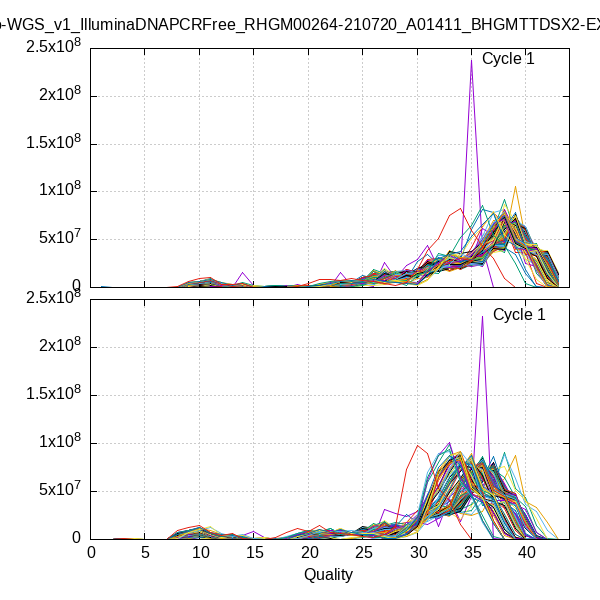 -WGS_v1_IlluminaDNAPCRFree_RHGM00264-210720_A01411_BHGMTTDSX2-EX
2.5x10⁸
Cycle 1
2x10⁸
1.5x10⁸
1x10⁸
5x10⁷
0
2.5x10⁸
Cycle 1
2x10⁸
1.5x10⁸
1x10⁸
5x10⁷
0
0 5 10 15 20 25 30 35 40
Quality